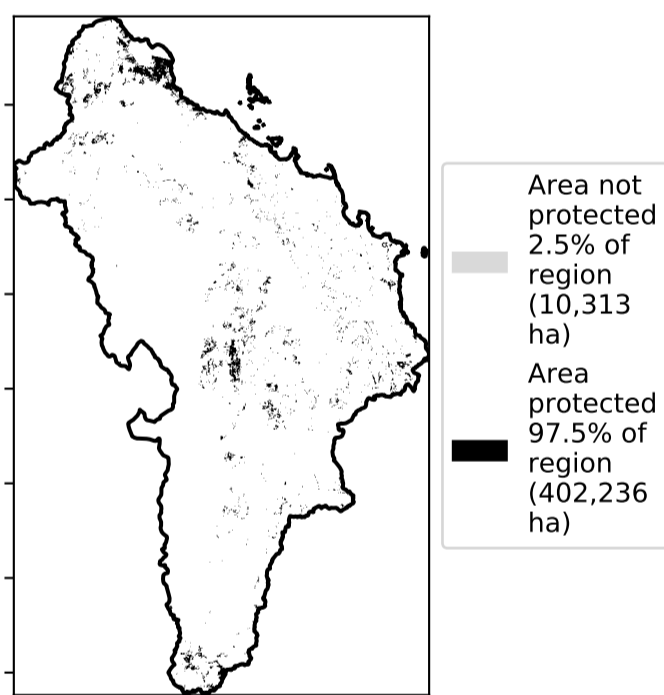 Area not
protected
2.5% of
region
(10,313
ha)
Area
protected
97.5% of
region
(402,236
ha)